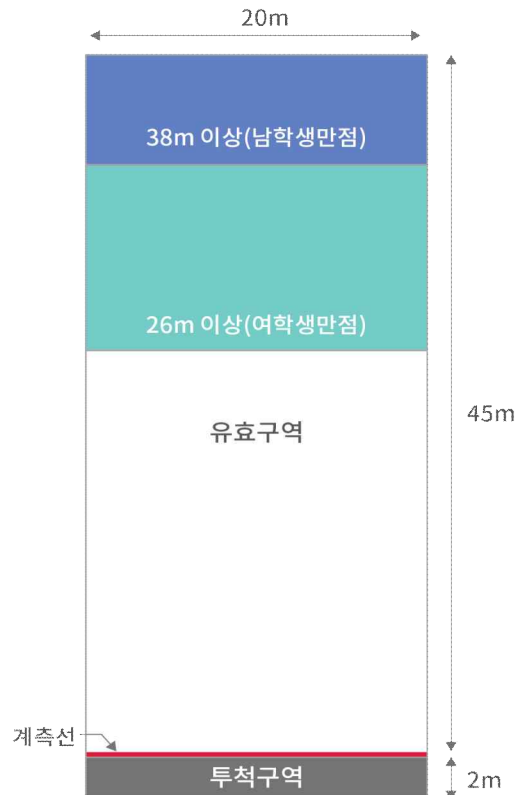 20m
38m 이상(남학생만점)
26m 이상(여학생만점)
유효구역
45m
계측선
투척구역
2m